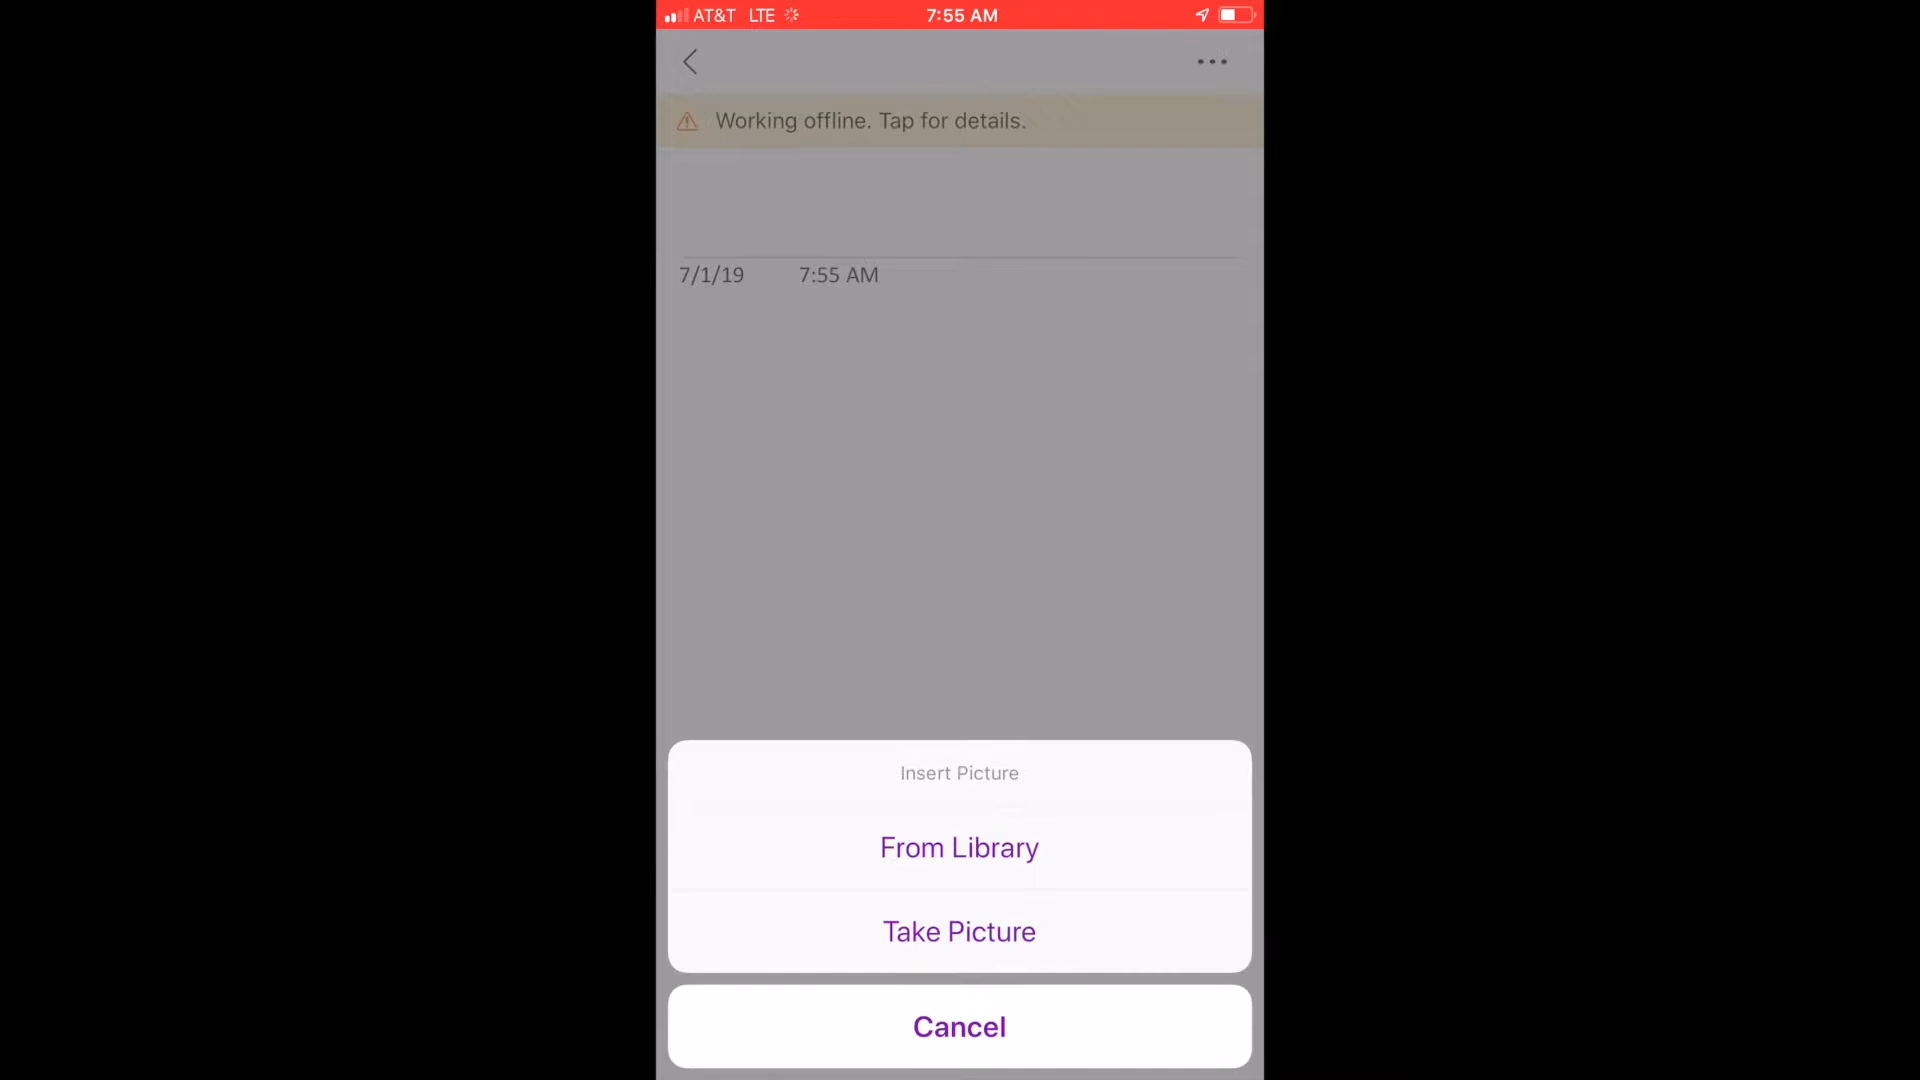 AT&T LTE 7:55 AM
Working offline. Tap for details.
7/1/19 7:55 AM
Insert Picture
From Library
Take Picture
Cancel